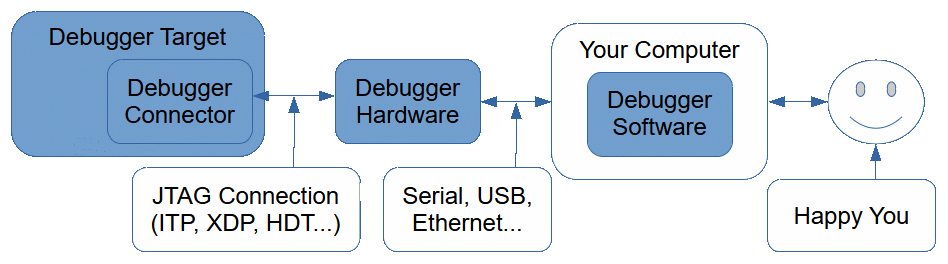 Debugger Target
Debugger
Connector
Debugger
Hardware
Your Computer
Debugger
Software
JTAG Connection
(ITP, XDP, HDT...)
Serial, USB,
Ethernet...
Happy You